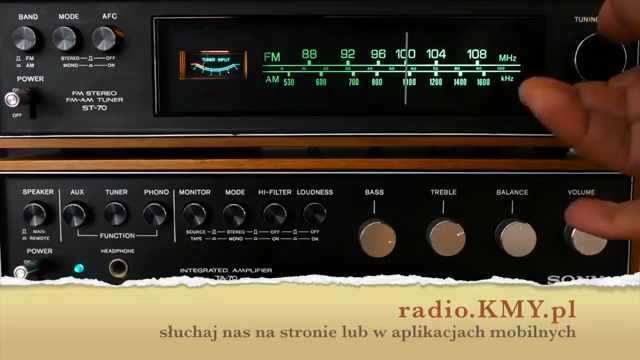 BAND MODE AFC TUNING
TUNER INPUT
FM 88 92 96 100 104 108 MHz
AM 530 600 700 800 1000 1200 1400 1600 kHz
FM AM
STEREO MONO
OFF ON
POWER
OFF
FM STEREO
FM-AM TUNER
ST-70
SPEAKER AUX TUNER PHONO MONITOR MODE HI-FILTER LOUDNESS BASS TREBLE BALANCE VOLUME
MAIN
REMOTE
FUNCTION
SOURCE STEREO OFF OFF
TAPE MONO ON ON
POWER HEADPHONE
INTEGRATED AMPLIFIER
TA-70
SONY
radio.KMY.pl
słuchaj nas na stronie lub w aplikacjach mobilnych